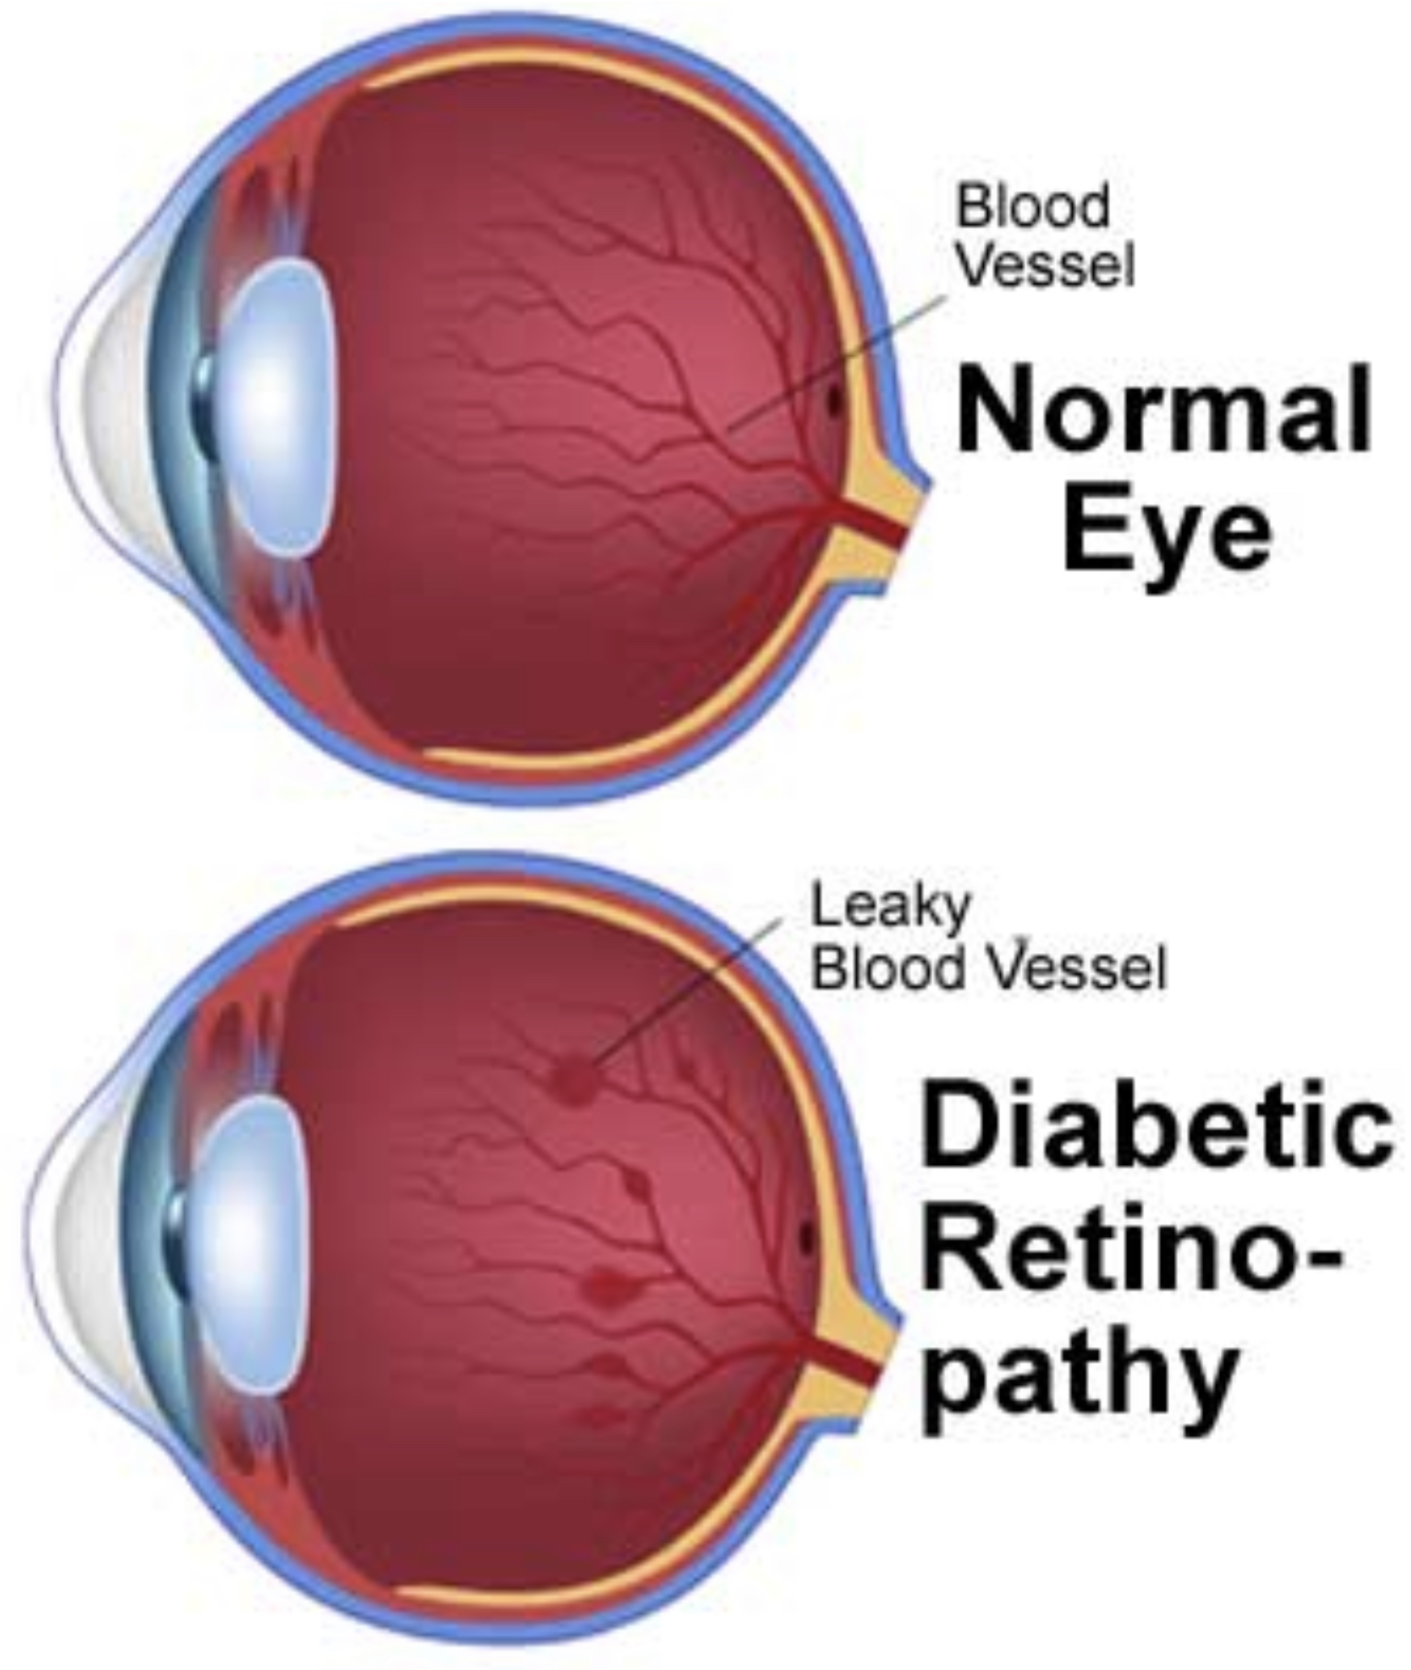 Blood
Vessel
Normal
Eye
Leaky
Blood Vessel
Diabetic
Retino-
pathy